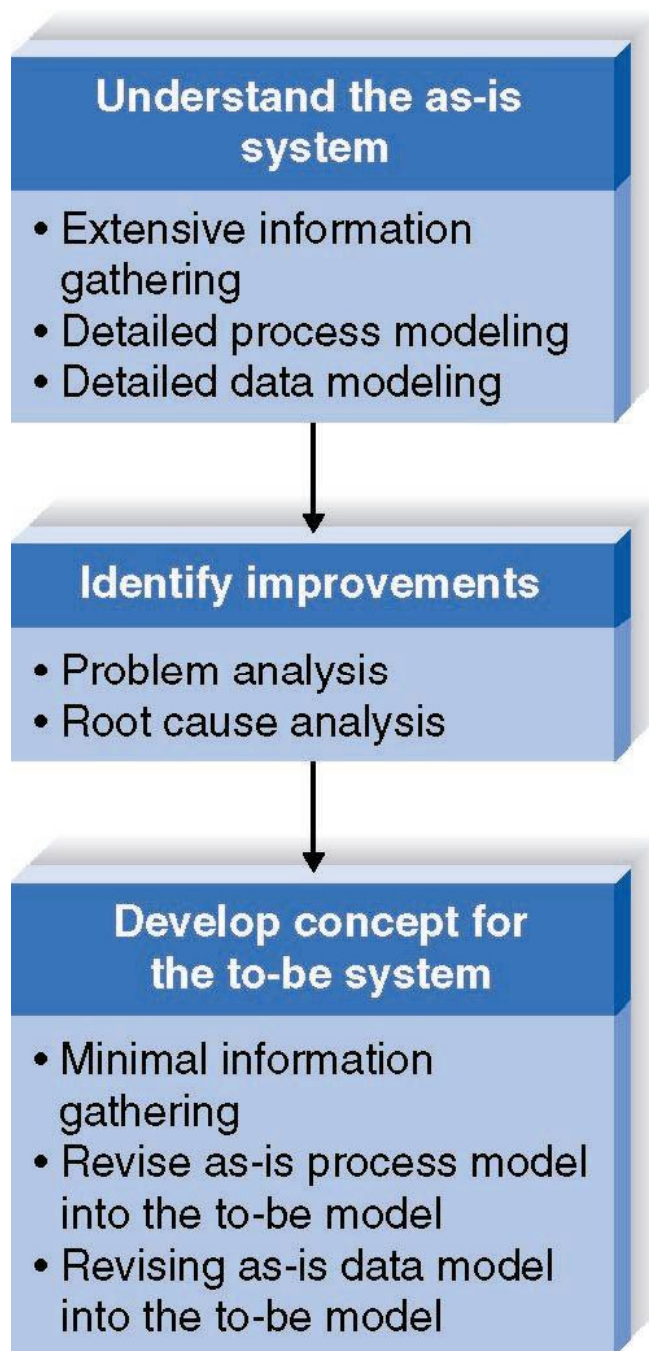 Understand the as-is
system
• Extensive information
gathering
• Detailed process modeling
• Detailed data modeling
Identify improvements
• Problem analysis
• Root cause analysis
Develop concept for
the to-be system
• Minimal information
gathering
• Revise as-is process model
into the to-be model
• Revising as-is data model
into the to-be model